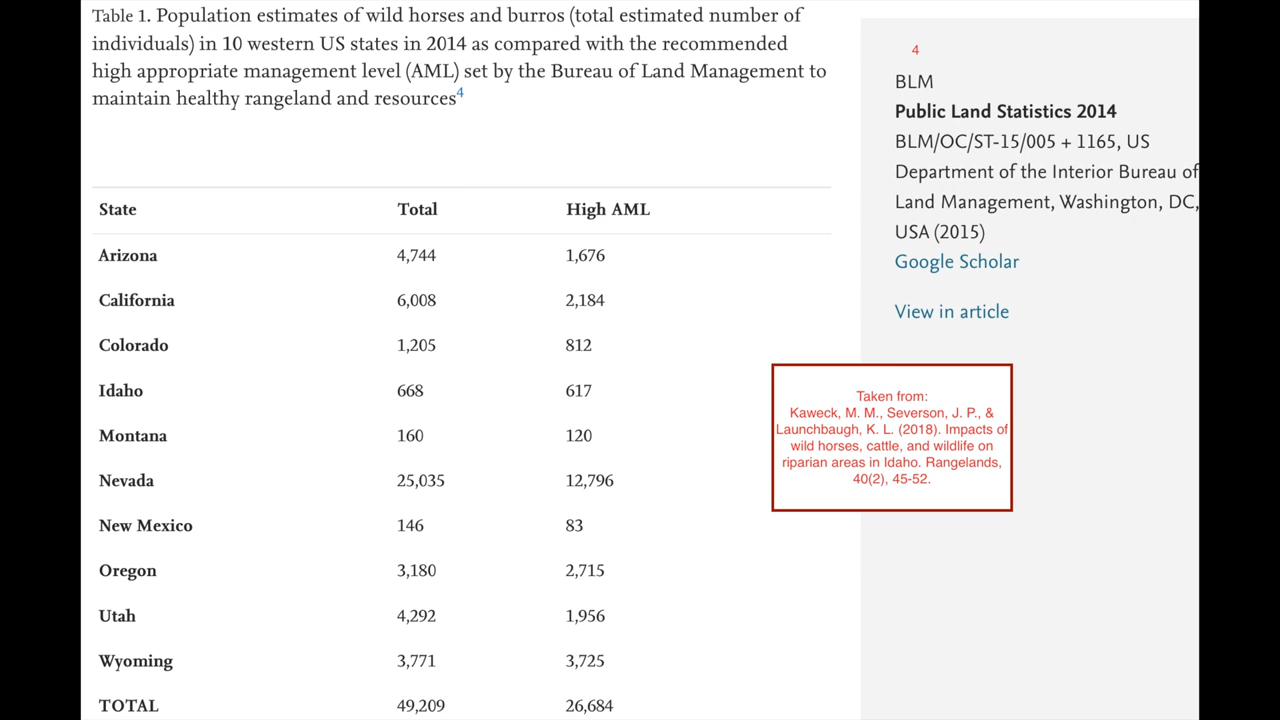 Table 1. Population estimates of wild horses and burros (total estimated number of
individuals) in 10 western US states in 2014 as compared with the recommended
high appropriate management level (AML) set by the Bureau of Land Management to
maintain healthy rangeland and resources4
State Total High AML
Arizona 4,744 1,676
California 6,008 2,184
Colorado 1,205 812
Idaho 668 617
Montana 160 120
Nevada 25,035 12,796
New Mexico 146 83
Oregon 3,180 2,715
Utah 4,292 1,956
Wyoming 3,771 3,725
TOTAL 49,209 26,684
4
BLM
Public Land Statistics 2014
BLM/OC/ST-15/005 + 1165, US
Department of the Interior Bureau of
Land Management, Washington, DC,
USA (2015)
Google Scholar
View in article
Taken from:
Kaweck, M. M., Severson, J. P., &
Launchbaugh, K. L. (2018). Impacts of
wild horses, cattle, and wildlife on
riparian areas in Idaho. Rangelands,
40(2), 45-52.